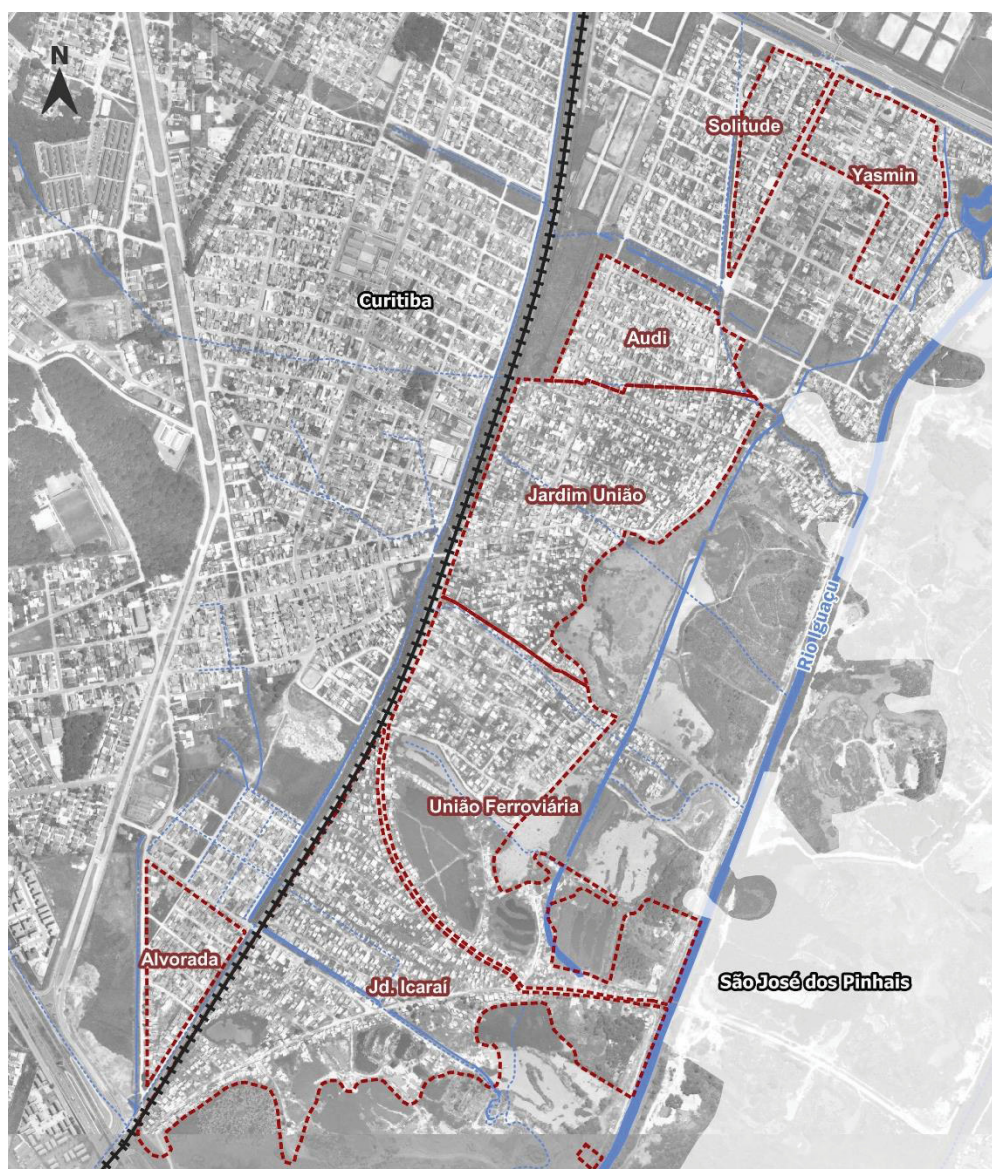 N
Solitude
Yasmin
Curitiba
Audi
Jardim União
Rio Iguaçu
União Ferroviária
Alvorada
Jd. Icaraí
São José dos Pinhais